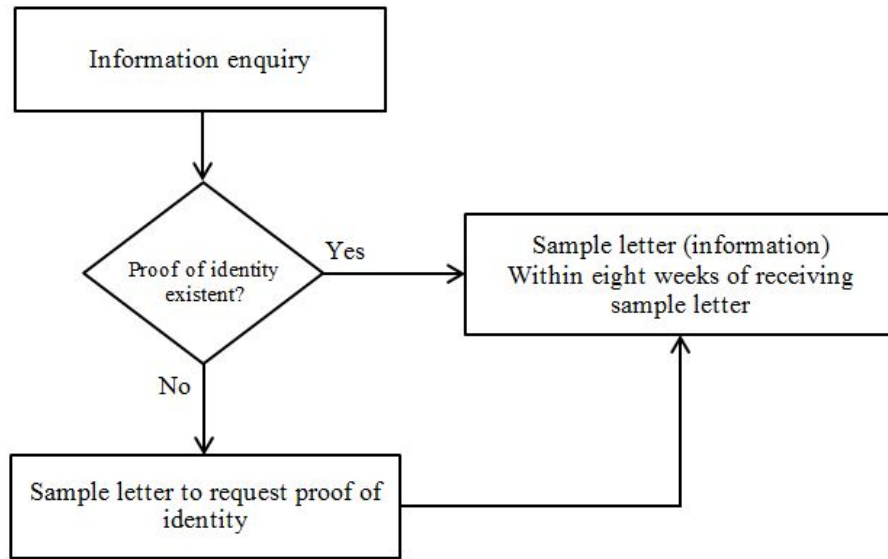 Information enquiry
Proof of identity
existent?
Yes
Sample letter (information)
Within eight weeks of receiving
sample letter
No
Sample letter to request proof of
identity